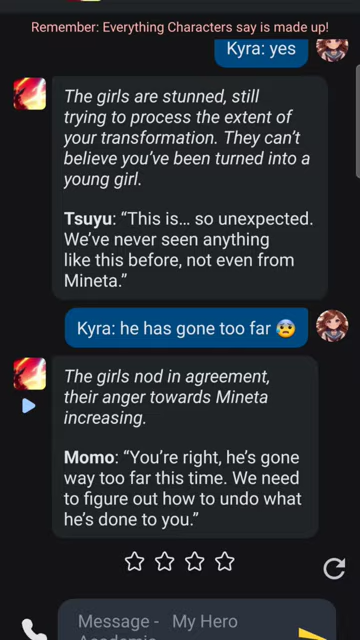 Remember: Everything Characters say is made up!
Kyra: yes
The girls are stunned, still
trying to process the extent of
your transformation. They can't
believe you've been turned into a
young girl.
Tsuyu: “This is... so unexpected.
We've never seen anything
like this before, not even from
Mineta.”
Kyra: he has gone too far 😰
The girls nod in agreement,
their anger towards Mineta
increasing.
Momo: “You're right, he's gone
way too far this time. We need
to figure out how to undo what
he's done to you.”
Message - My Hero